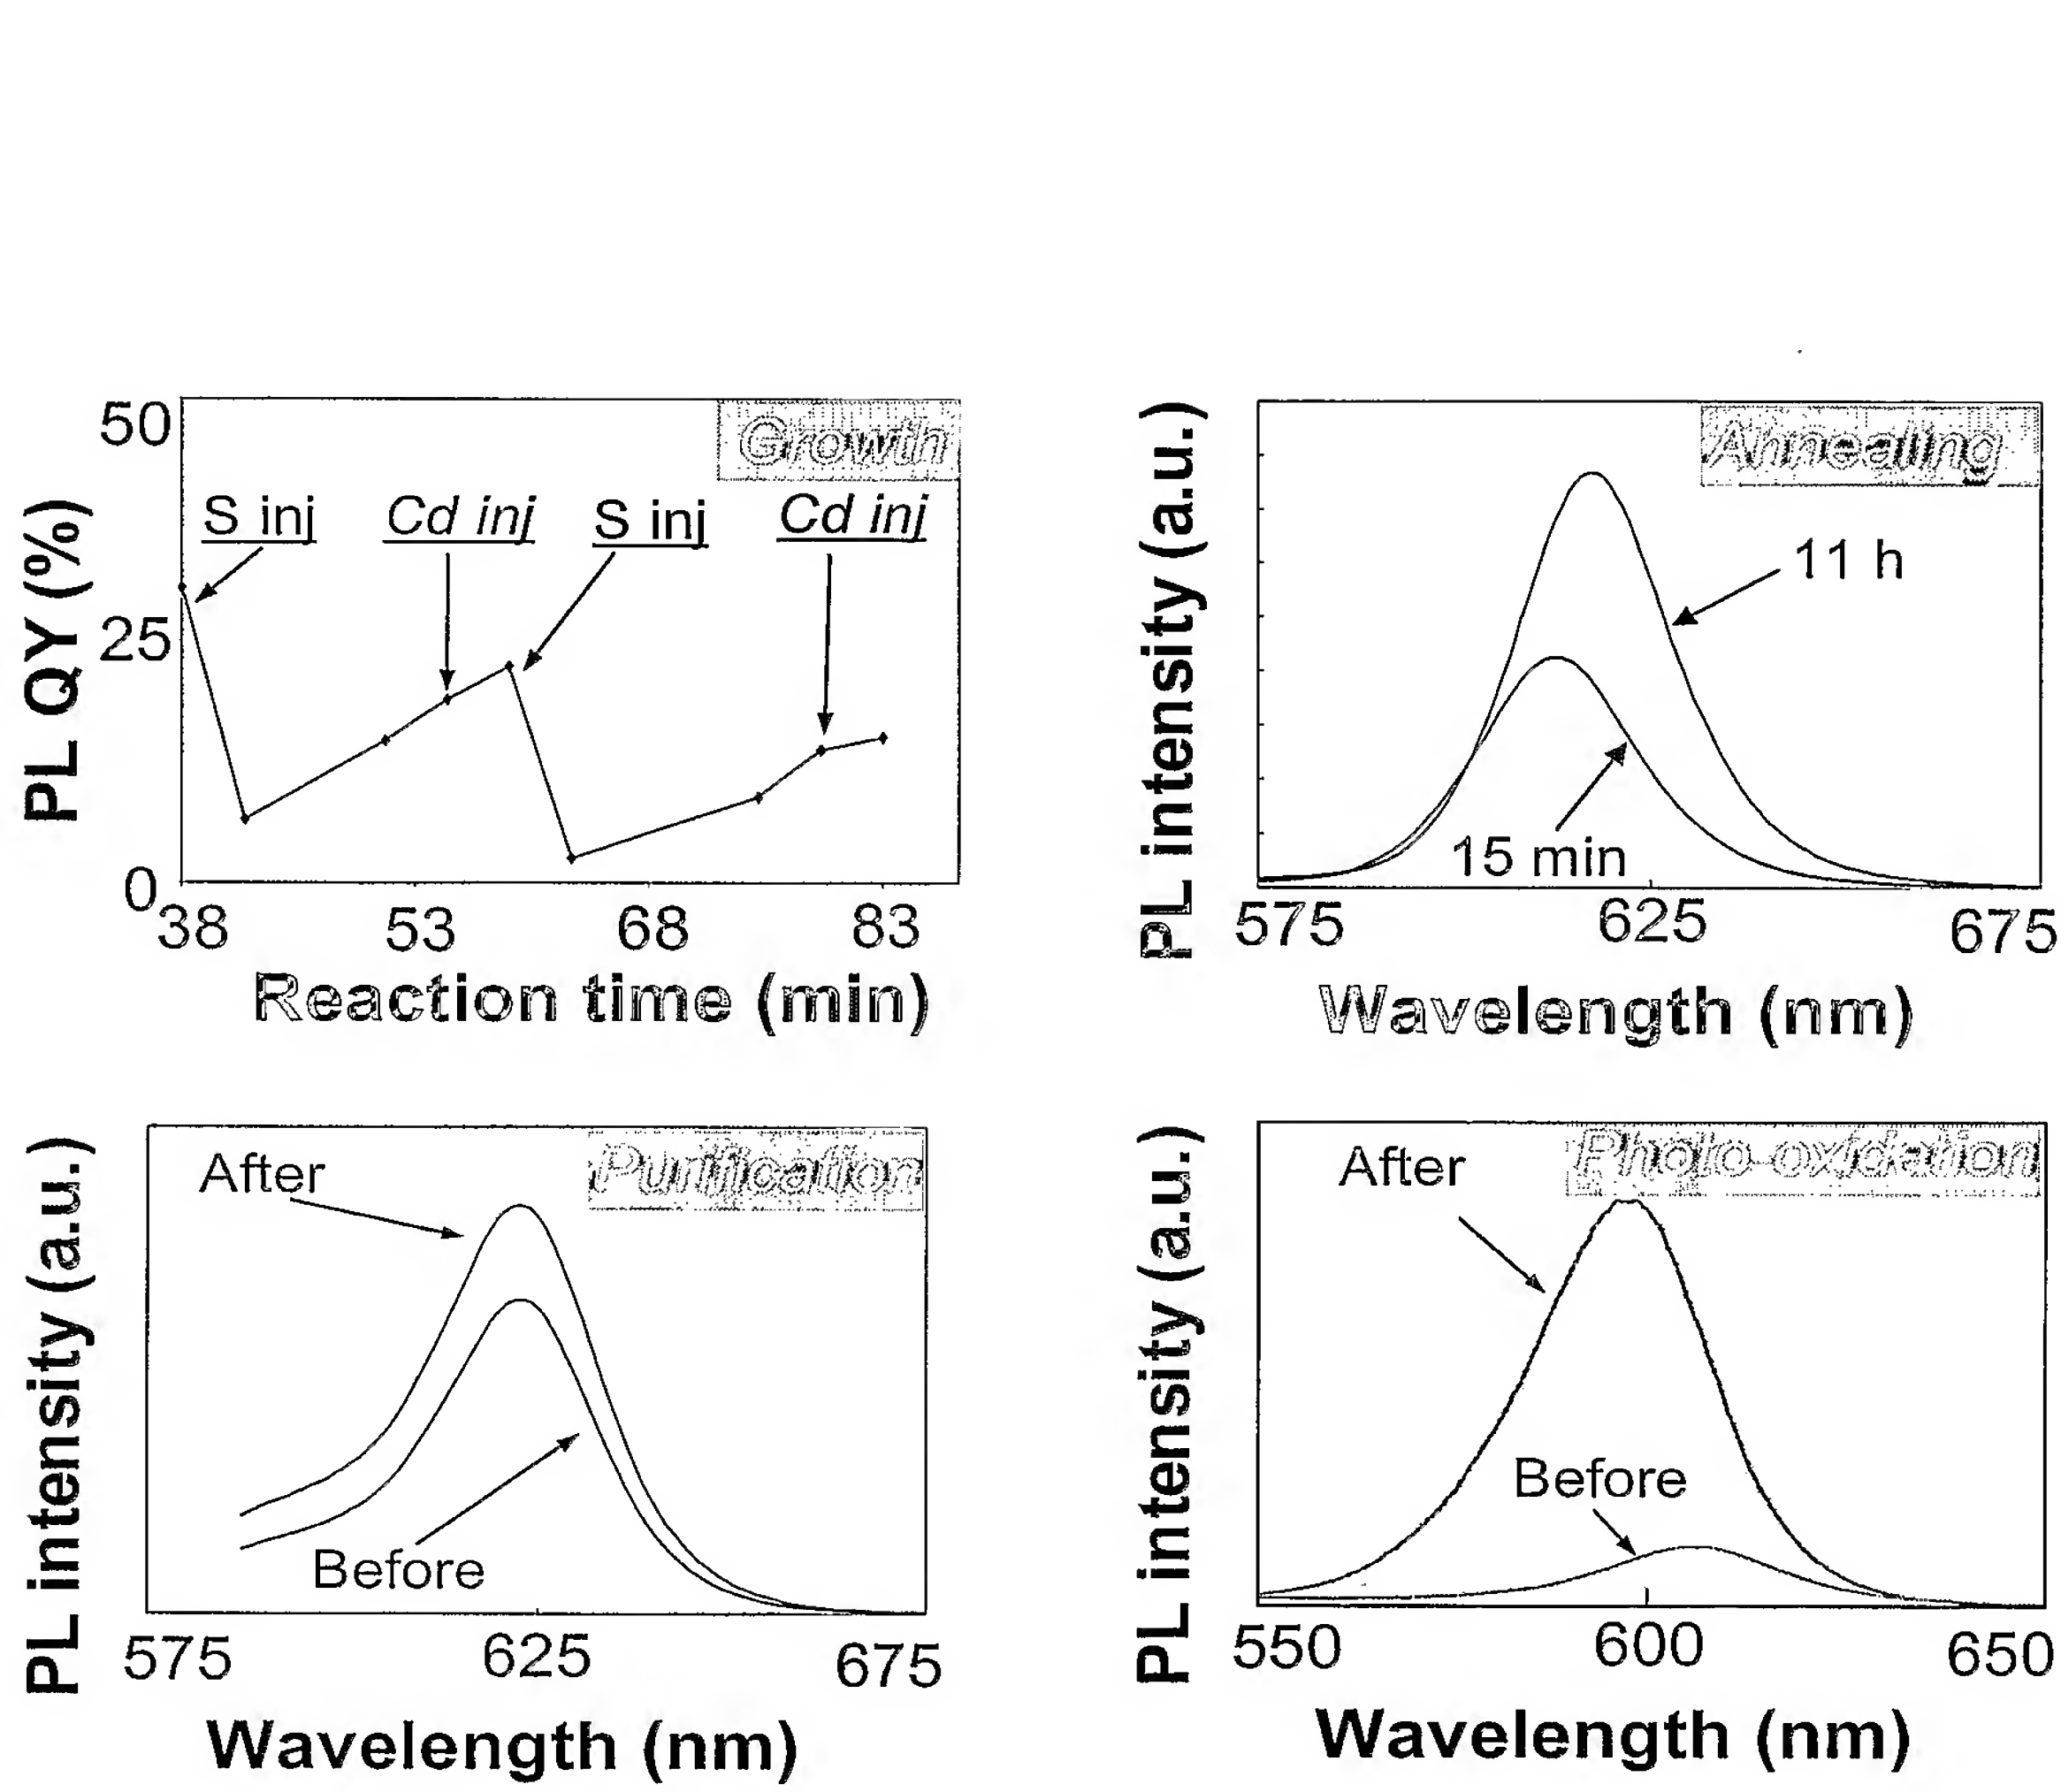 Growth
50
25
0
PL QY (%)
S inj
Cd inj
S inj
Cd inj
38
53
68
83
Reaction time (min)
Annealing
PL intensity (a.u.)
11 h
15 min
575
625
675
Wavelength (nm)
Purification
PL intensity (a.u.)
After
Before
575
625
675
Wavelength (nm)
Photo-oxidation
PL intensity (a.u.)
After
Before
550
600
650
Wavelength (nm)